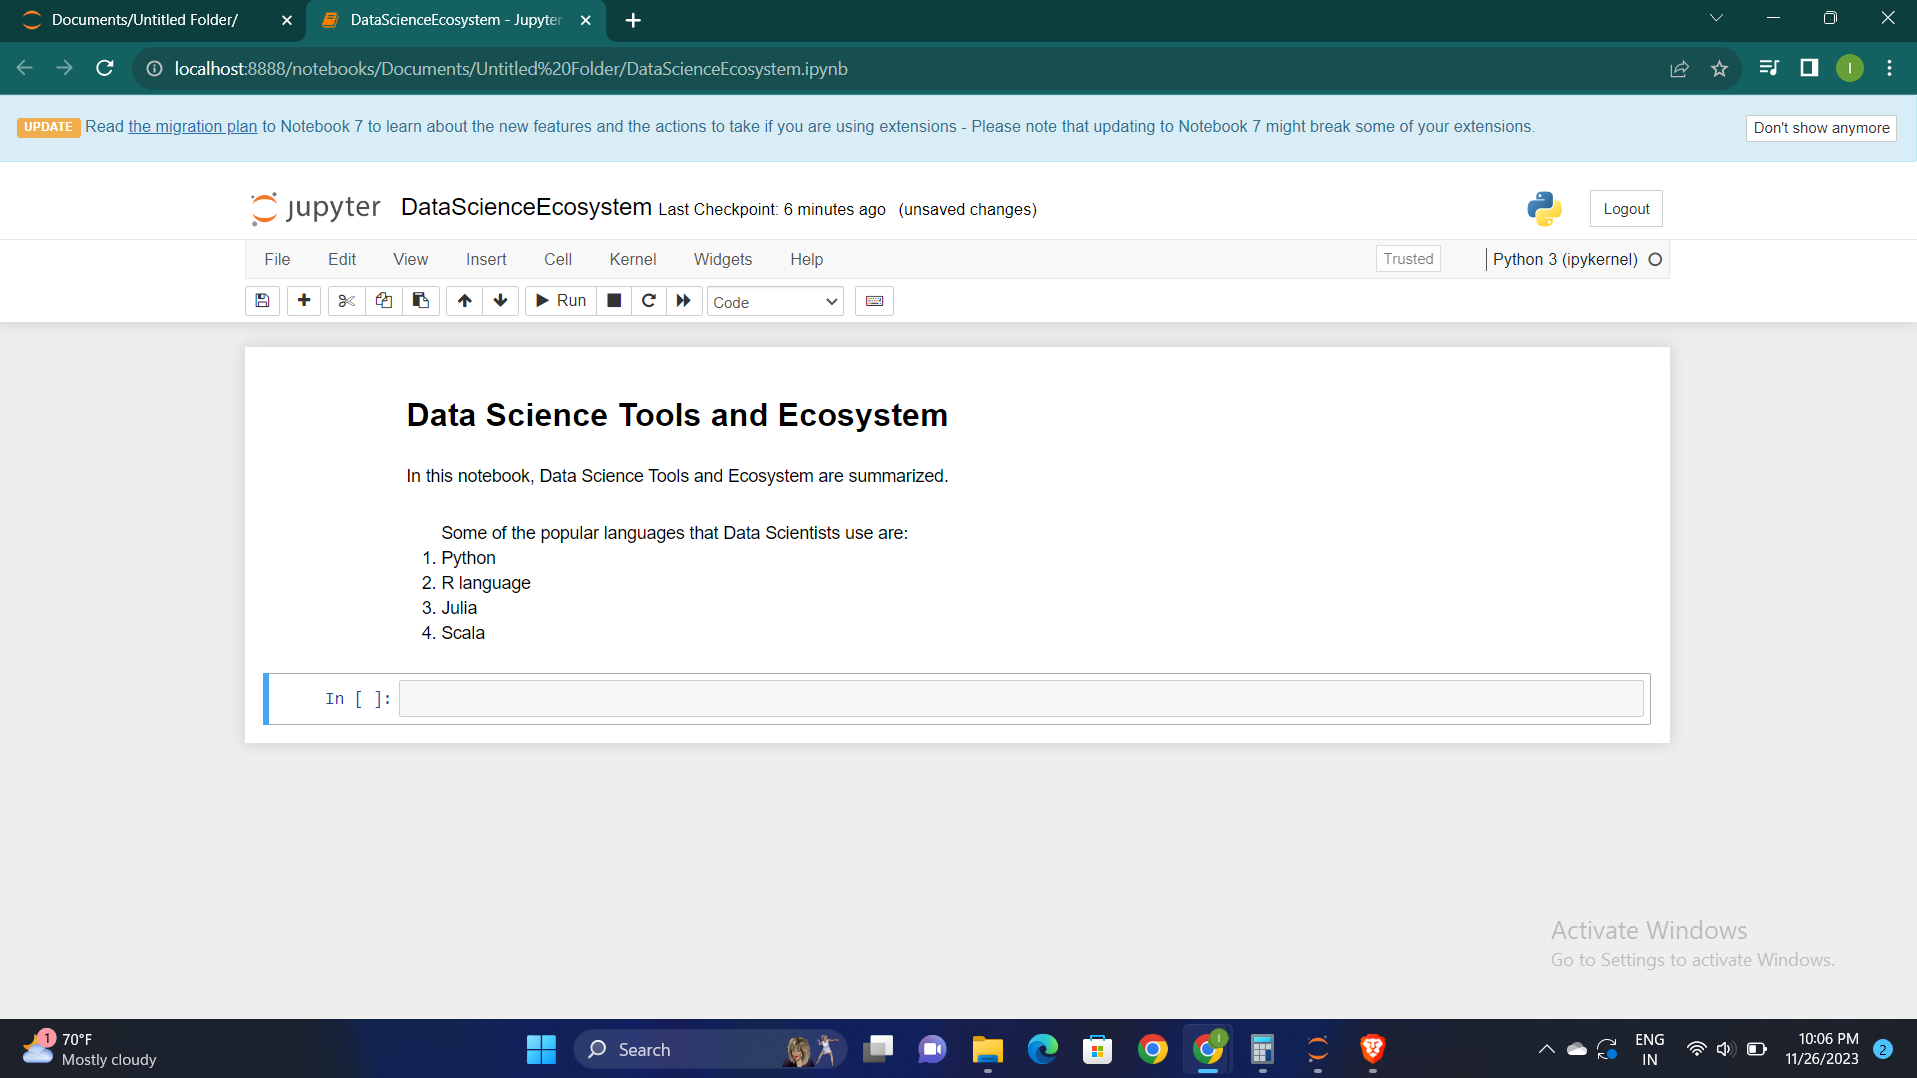 Documents/Untitled Folder/
DataScienceEcosystem - Jupyter
localhost:8888/notebooks/Documents/Untitled%20Folder/DataScienceEcosystem.ipynb
I
UPDATE Read the migration plan to Notebook 7 to learn about the new features and the actions to take if you are using extensions - Please note that updating to Notebook 7 might break some of your extensions.
Don't show anymore
jupyter DataScienceEcosystem Last Checkpoint: 6 minutes ago (unsaved changes)
Logout
File Edit View Insert Cell Kernel Widgets Help
Trusted
Python 3 (ipykernel)
Run
Code
Data Science Tools and Ecosystem
In this notebook, Data Science Tools and Ecosystem are summarized.
Some of the popular languages that Data Scientists use are:
1. Python
2. R language
3. Julia
4. Scala
In [ ]:
Activate Windows
Go to Settings to activate Windows.
1
70°F
Mostly cloudy
Search
I
ENG
IN
10:06 PM
11/26/2023
2